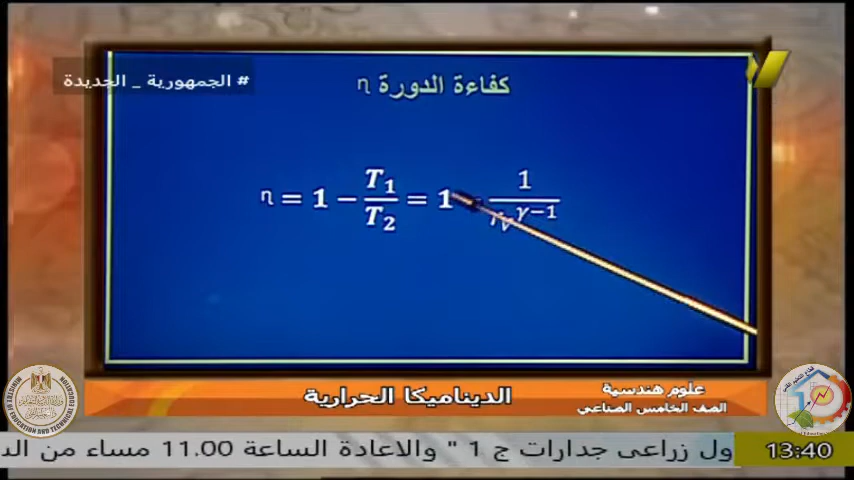 # الجمهورية _ الجديدة
كفاءة الدورة η
η = 1 − T₁/T₂ = 1 − 1/rᵥ^(γ−1)
علوم هندسية
الصف الخامس الصناعي
الديناميكا الحرارية
ول زراعى جدارات ج 1 " والاعادة الساعة 11.00 مساء من الد
13:40